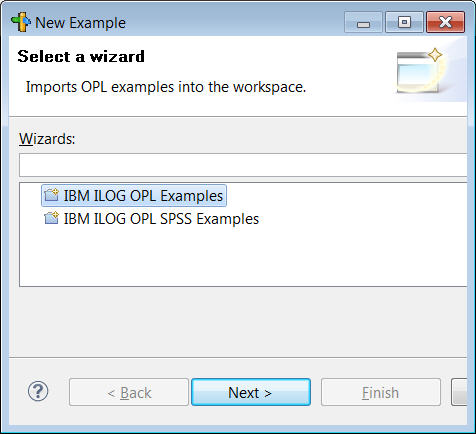 New Example
Select a wizard
Imports OPL examples into the workspace.
Wizards:
IBM ILOG OPL Examples
IBM ILOG OPL SPSS Examples
? < Back Next > Finish